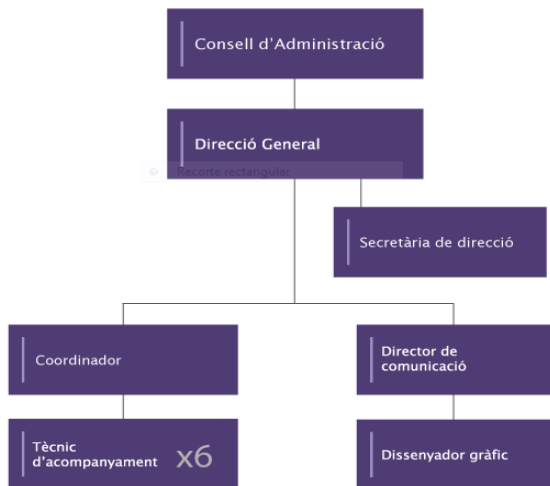 Consell d'Administració
Direcció General
Recorte rectangular
Secretària de direcció
Coordinador
Director de
comunicació
Tècnic
d'acompanyament x6
Dissenyador gràfic